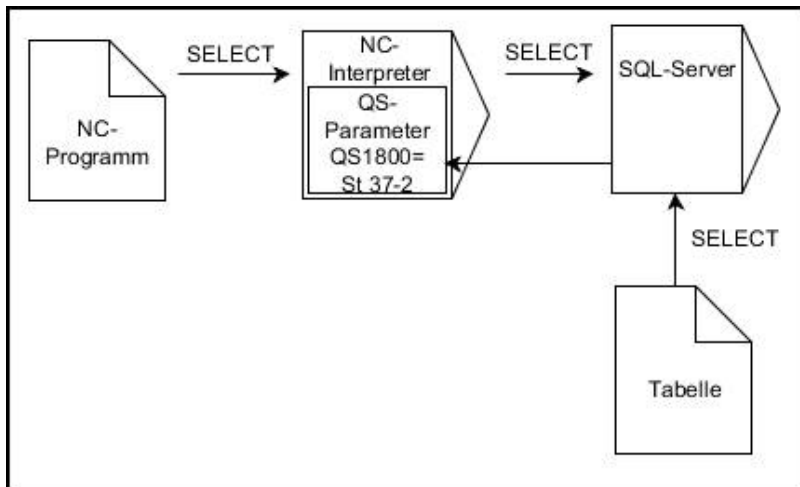 NC-
Programm
SELECT
NC-
Interpreter
QS-
Parameter
QS1800=
St 37-2
SELECT
SQL-Server
SELECT
Tabelle